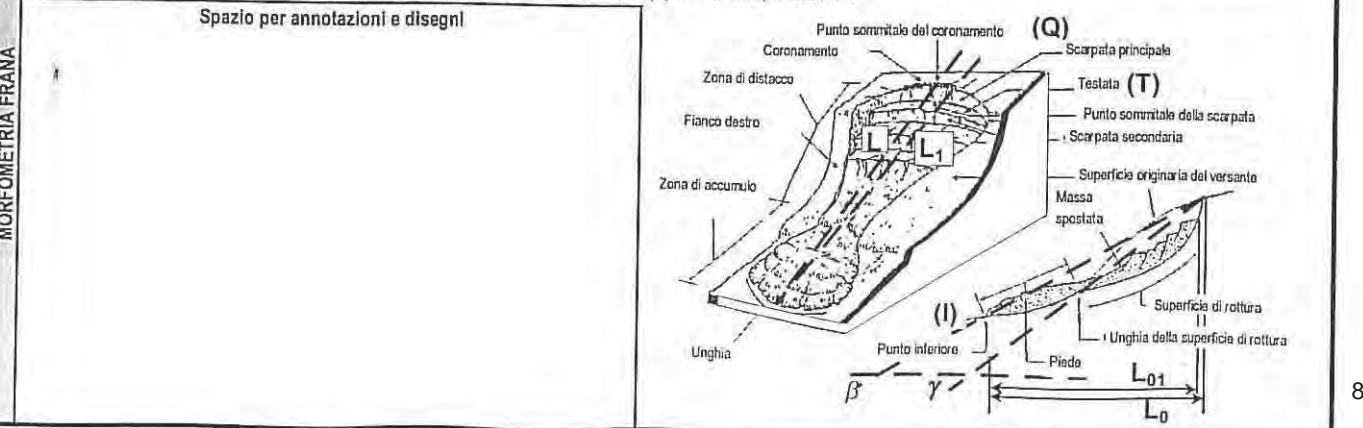 MORFOMETRIA FRANA
Spazio per annotazioni e disegni
Punto sommitale del coronamento (Q)
Coronamento
Scarpata principale
Zona di distacco
Testata (T)
Fianco destro
Punto sommitale della scarpata
Scarpata secondaria
L
L1
Zona di accumulo
Superficie originaria del versante
Massa
spostata
Superficie di rottura
(I)
Unghia della superficie di rottura
Unghia
Punto inferiore
Piede
β
γ
L01
L0
8